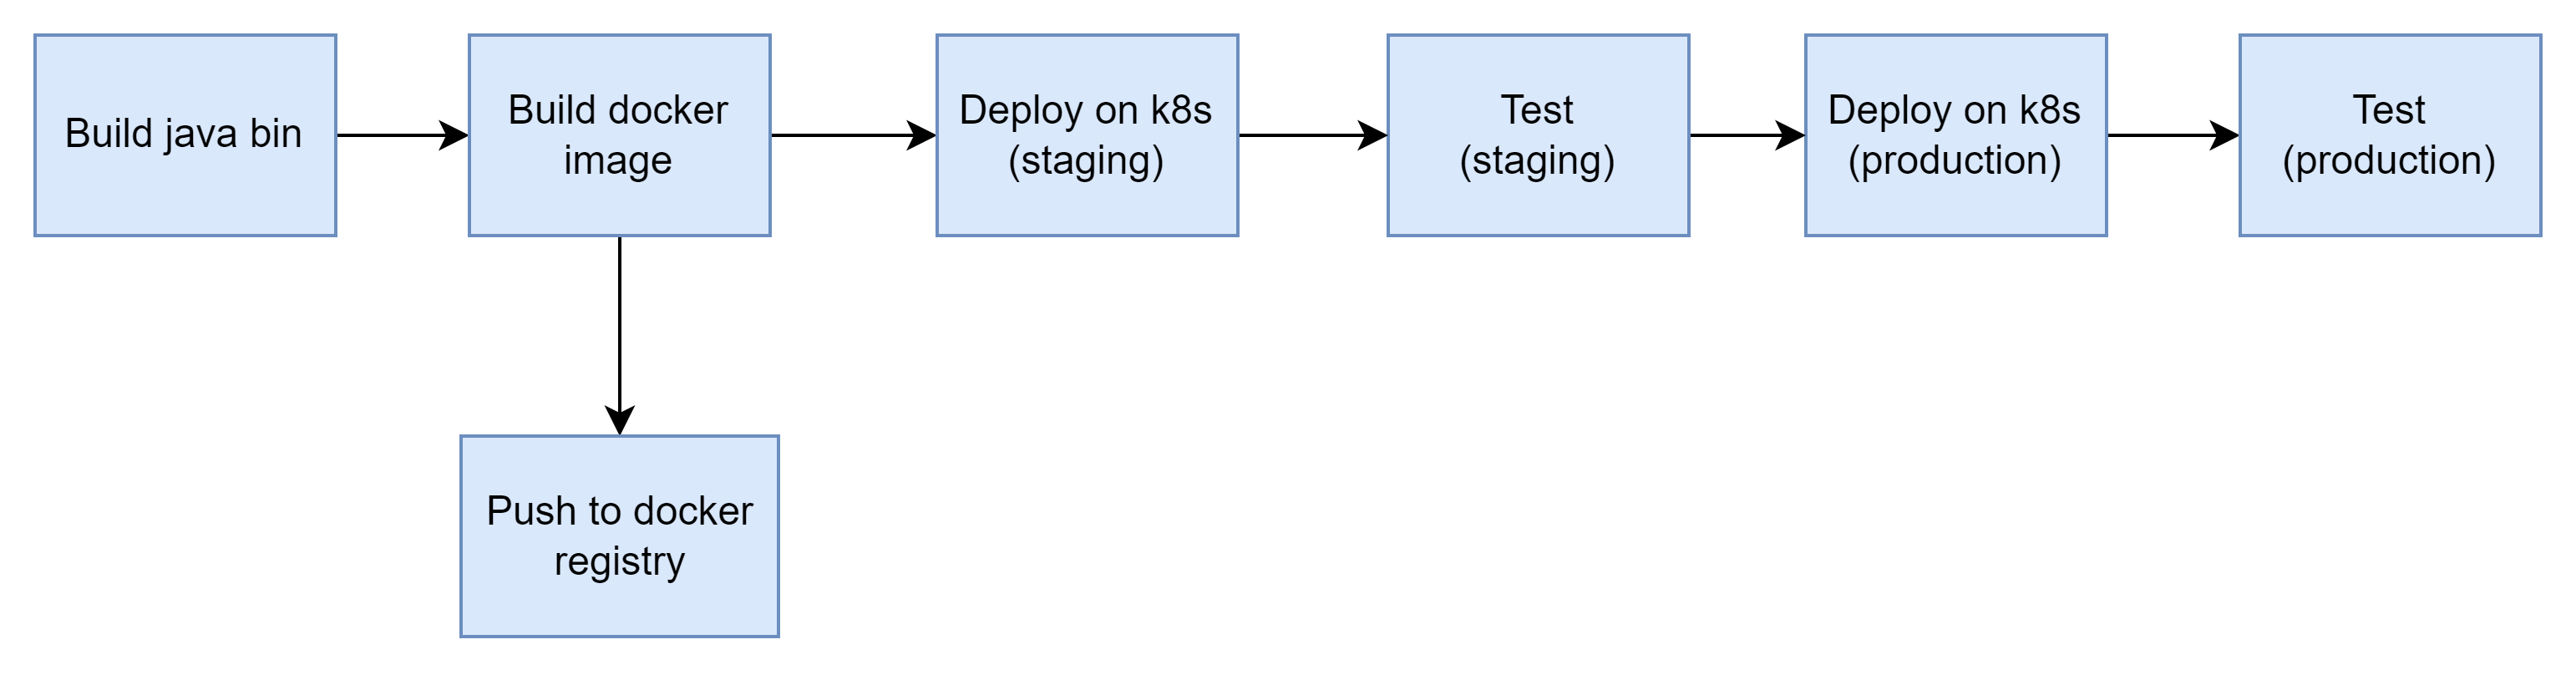 Build java bin
Build docker
image
Deploy on k8s
(staging)
Test
(staging)
Deploy on k8s
(production)
Test
(production)
Push to docker
registry